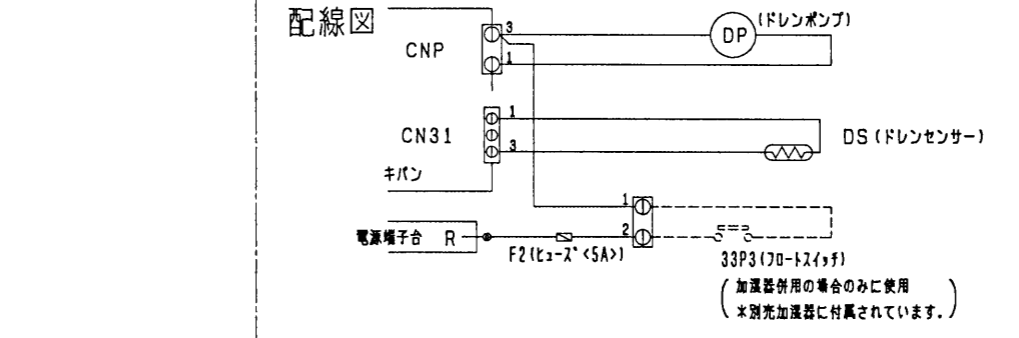 配線図
CNP
3
1
DP
(ドレンポンプ)
CN31
1
3
DS(ドレンセンサー)
キバン
電源端子台 R
1
2
F2(ヒューズ<5A>)
33P3(フロートスイッチ)
(加湿器併用の場合のみに使用
*別売加湿器に付属されています.)